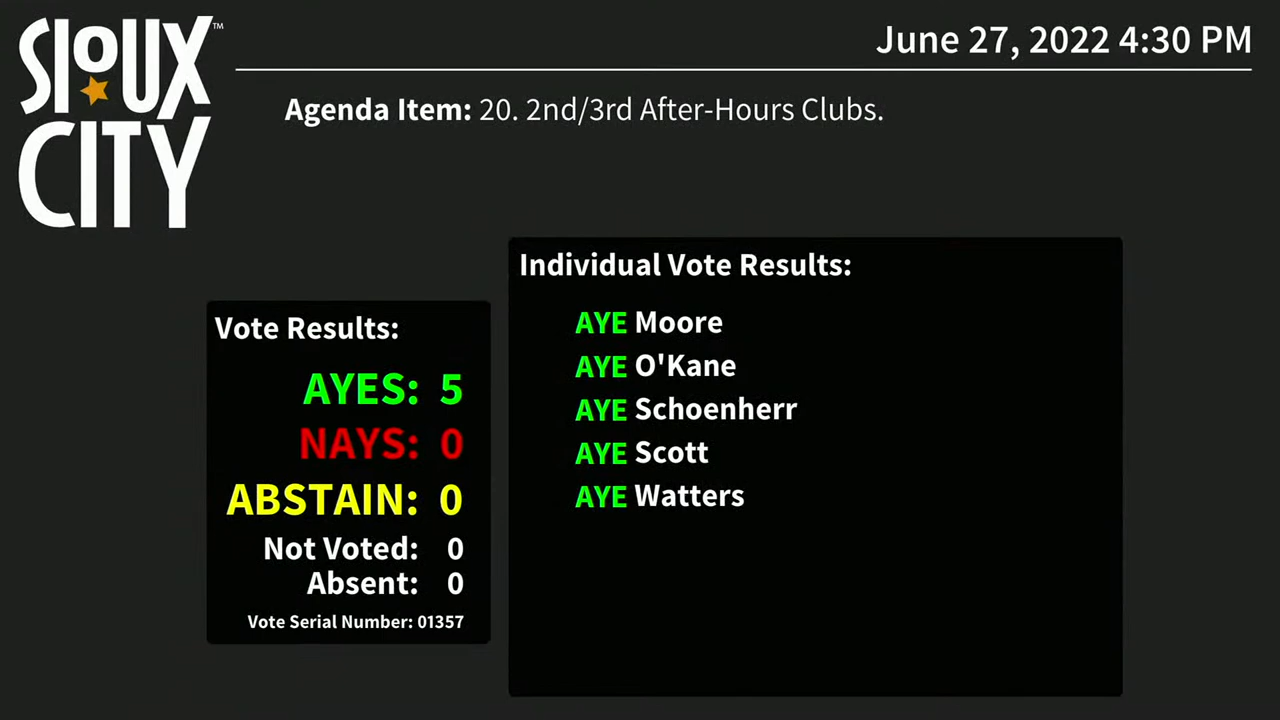 SIOUX™
CITY
June 27, 2022 4:30 PM
Agenda Item: 20. 2nd/3rd After-Hours Clubs.
Vote Results:
AYES: 5
NAYS: 0
ABSTAIN: 0
Not Voted: 0
Absent: 0
Vote Serial Number: 01357
Individual Vote Results:
AYE Moore
AYE O'Kane
AYE Schoenherr
AYE Scott
AYE Watters